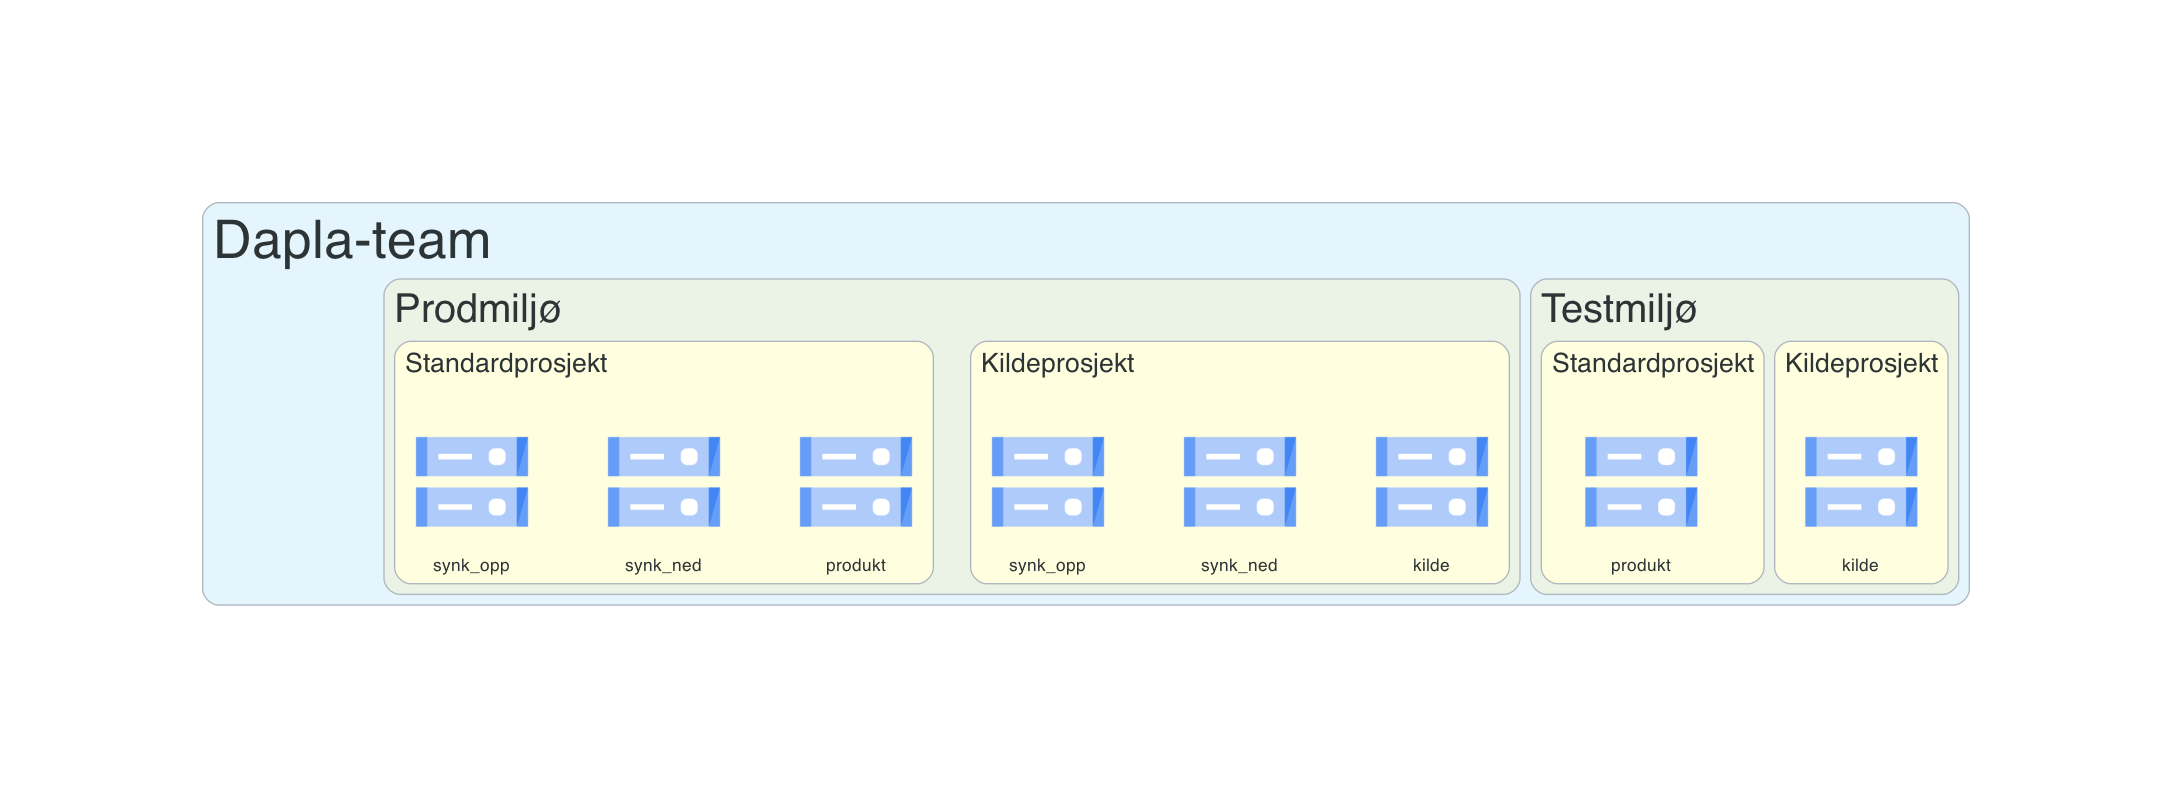 Dapla-team
Prodmiljø
Testmiljø
Standardprosjekt
Kildeprosjekt
Standardprosjekt
Kildeprosjekt
synk_opp
synk_ned
produkt
synk_opp
synk_ned
kilde
produkt
kilde